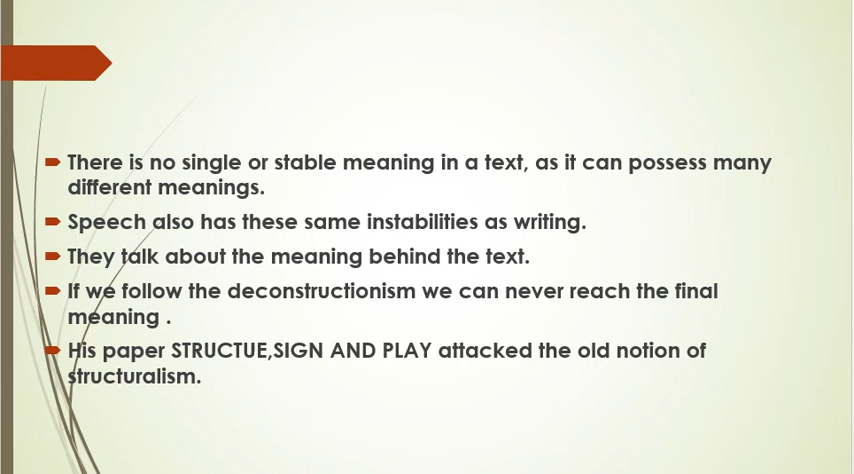 There is no single or stable meaning in a text, as it can possess many
different meanings.
Speech also has these same instabilities as writing.
They talk about the meaning behind the text.
If we follow the deconstructionism we can never reach the final
meaning .
His paper STRUCTUE,SIGN AND PLAY attacked the old notion of
structuralism.